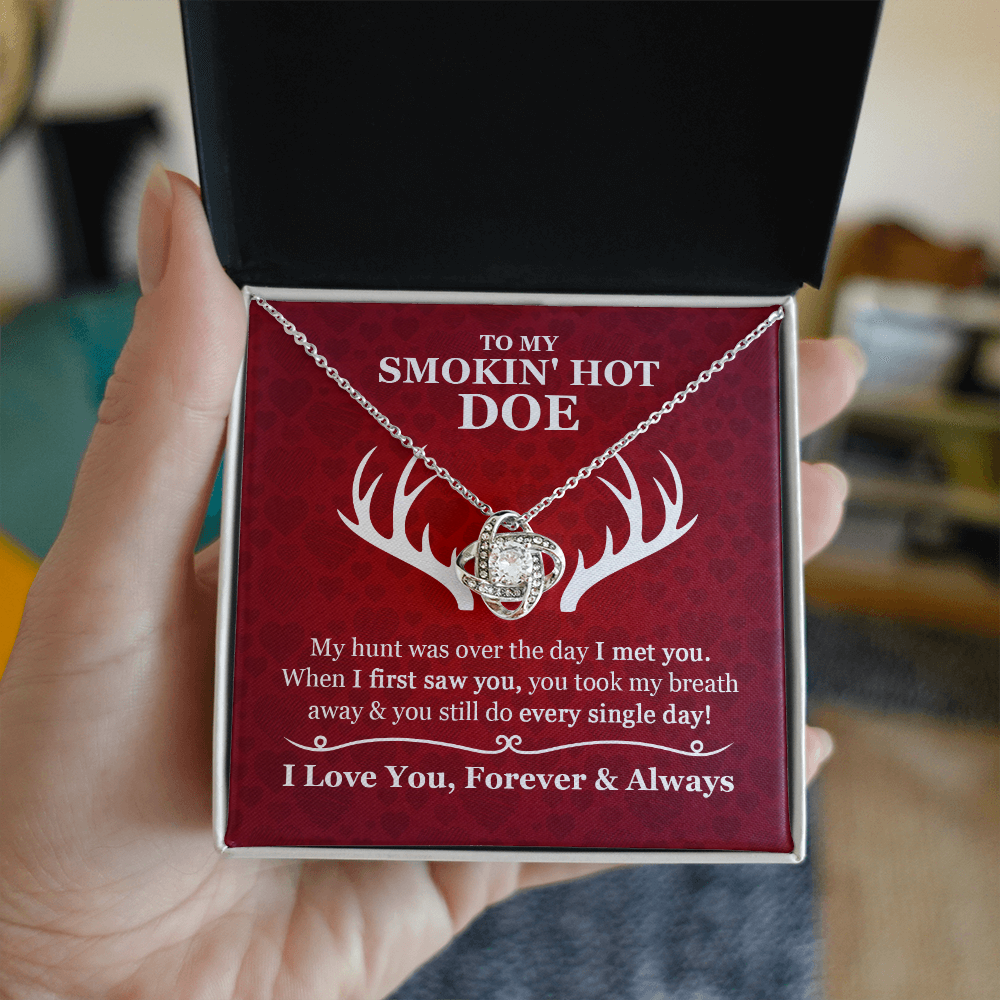 TO MY
SMOKIN' HOT
DOE
My hunt was over the day I met you.
When I first saw you, you took my breath
away & you still do every single day!
I Love You, Forever & Always